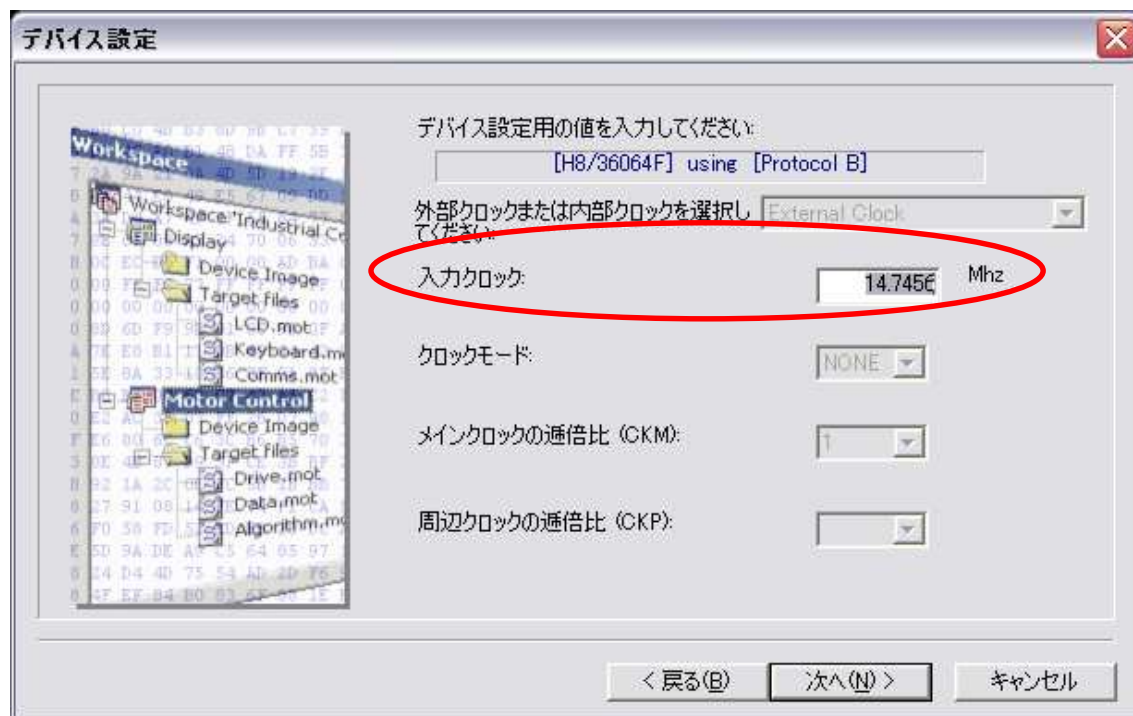 デバイス設定
デバイス設定用の値を入力してください:
[H8/36064F] using [Protocol B]
外部クロックまたは内部クロックを選択し
てください:
External Clock
入力クロック:
14.7456
Mhz
クロックモード:
NONE
メインクロックの逓倍比 (CKM):
1
周辺クロックの逓倍比 (CKP):
Workspace
Workspace 'Industrial Co
Display
Device Image
Target files
LCD.mot
Keyboard.m
Comms.mot
Motor Control
Device Image
Target files
Drive.mot
Data.mot
Algorithm.mo
< 戻る(B)
次へ(N) >
キャンセル